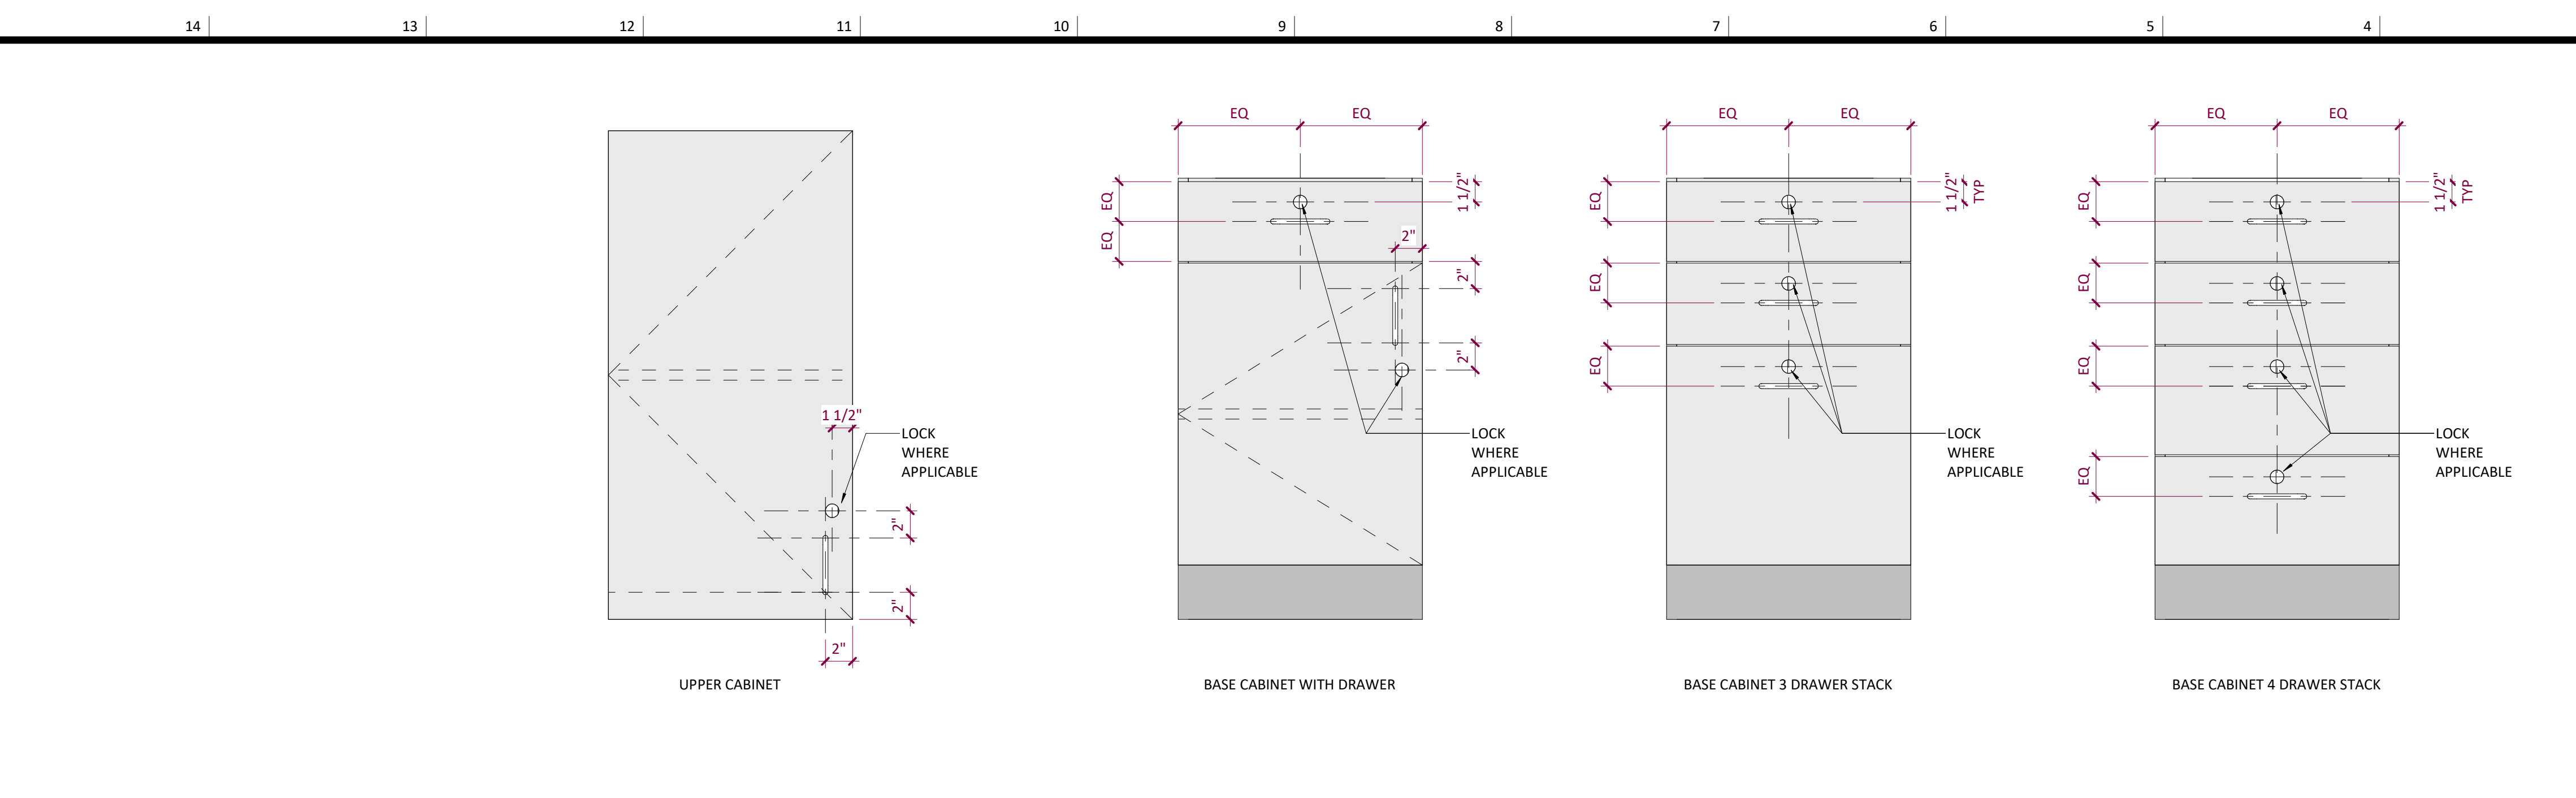 14 13 12 11 10 9 8 7 6 5 4
1 1/2"
LOCK
WHERE
APPLICABLE
2"
2"
2"
UPPER CABINET
EQ EQ
EQ
EQ
1 1/2"
2"
2"
2"
LOCK
WHERE
APPLICABLE
BASE CABINET WITH DRAWER
EQ EQ
EQ
EQ
EQ
1 1/2"
TYP
LOCK
WHERE
APPLICABLE
BASE CABINET 3 DRAWER STACK
EQ EQ
EQ
EQ
EQ
EQ
1 1/2"
TYP
LOCK
WHERE
APPLICABLE
BASE CABINET 4 DRAWER STACK